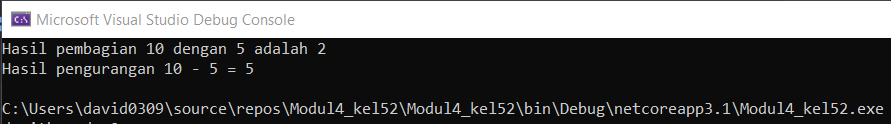 Microsoft Visual Studio Debug Console
Hasil pembagian 10 dengan 5 adalah 2
Hasil pengurangan 10 - 5 = 5
C:\Users\david0309\source\repos\Modul4_kel52\Modul4_kel52\bin\Debug\netcoreapp3.1\Modul4_kel52.exe